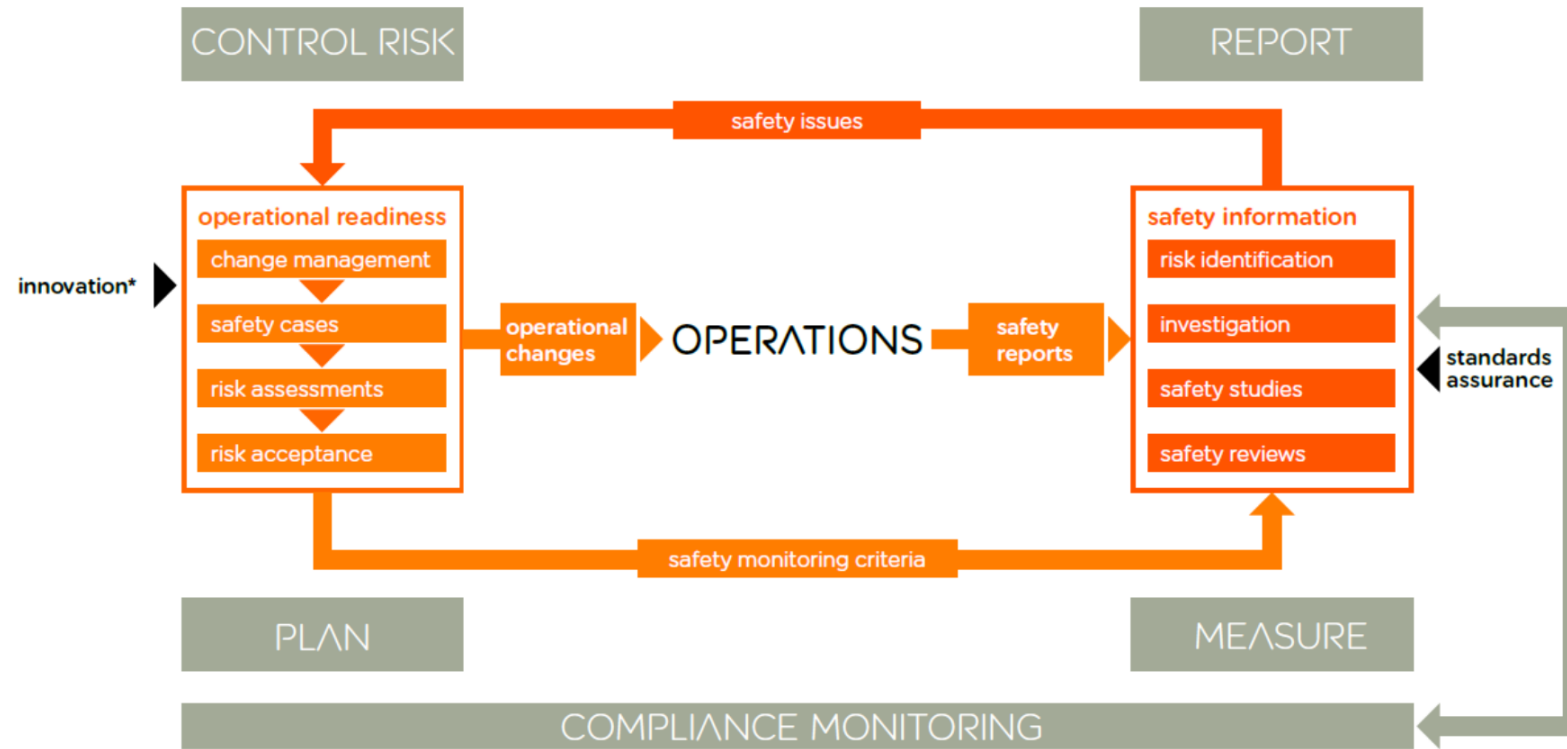 CONTROL RISK
REPORT
safety issues
operational readiness
change management
safety cases
risk assessments
risk acceptance
innovation*
operational
changes
OPERATIONS
safety
reports
safety information
risk identification
investigation
safety studies
safety reviews
standards
assurance
safety monitoring criteria
PLAN
MEASURE
COMPLIANCE MONITORING